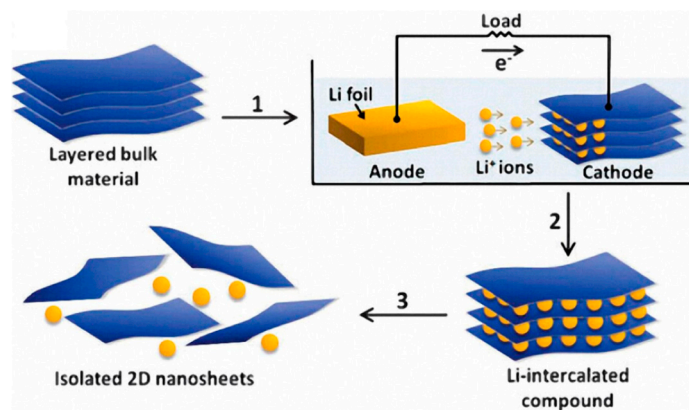 Load
e⁻
Li foil
1
Layered bulk
material
Anode
Li⁺ ions
Cathode
2
3
Isolated 2D nanosheets
Li-intercalated
compound